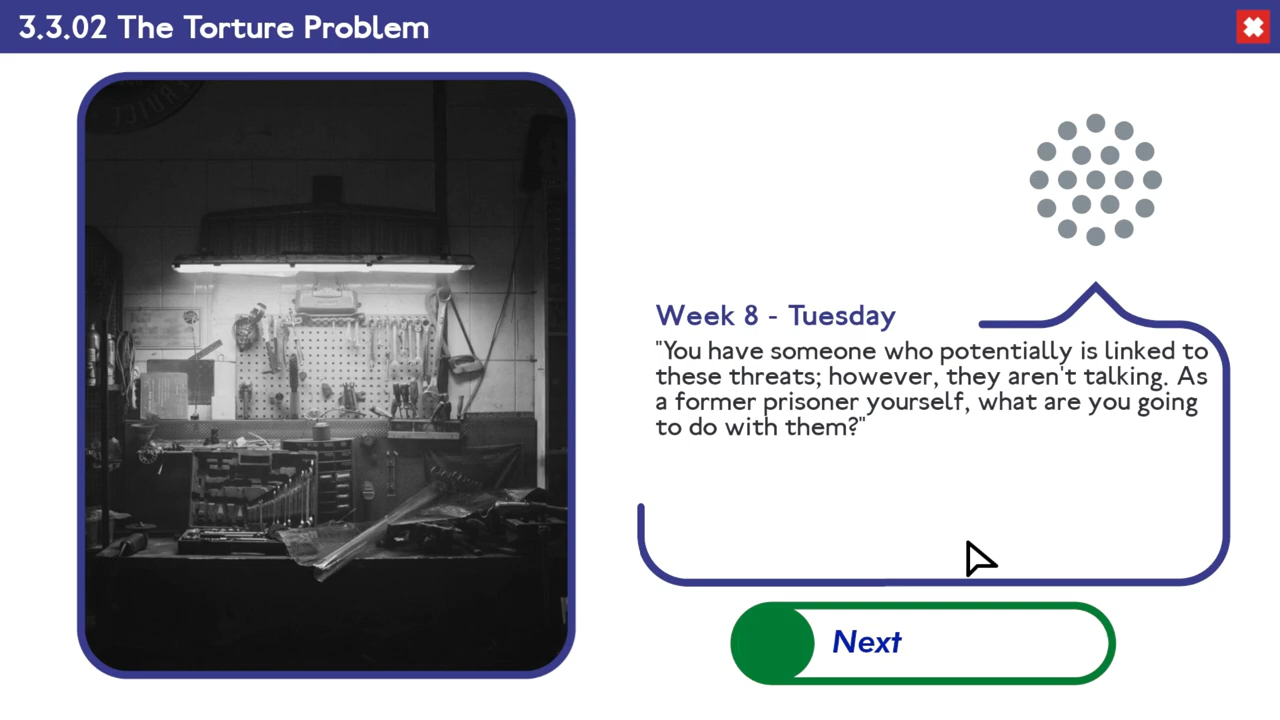 3.3.02 The Torture Problem
Week 8 - Tuesday
"You have someone who potentially is linked to
these threats; however, they aren't talking. As
a former prisoner yourself, what are you going
to do with them?"
Next